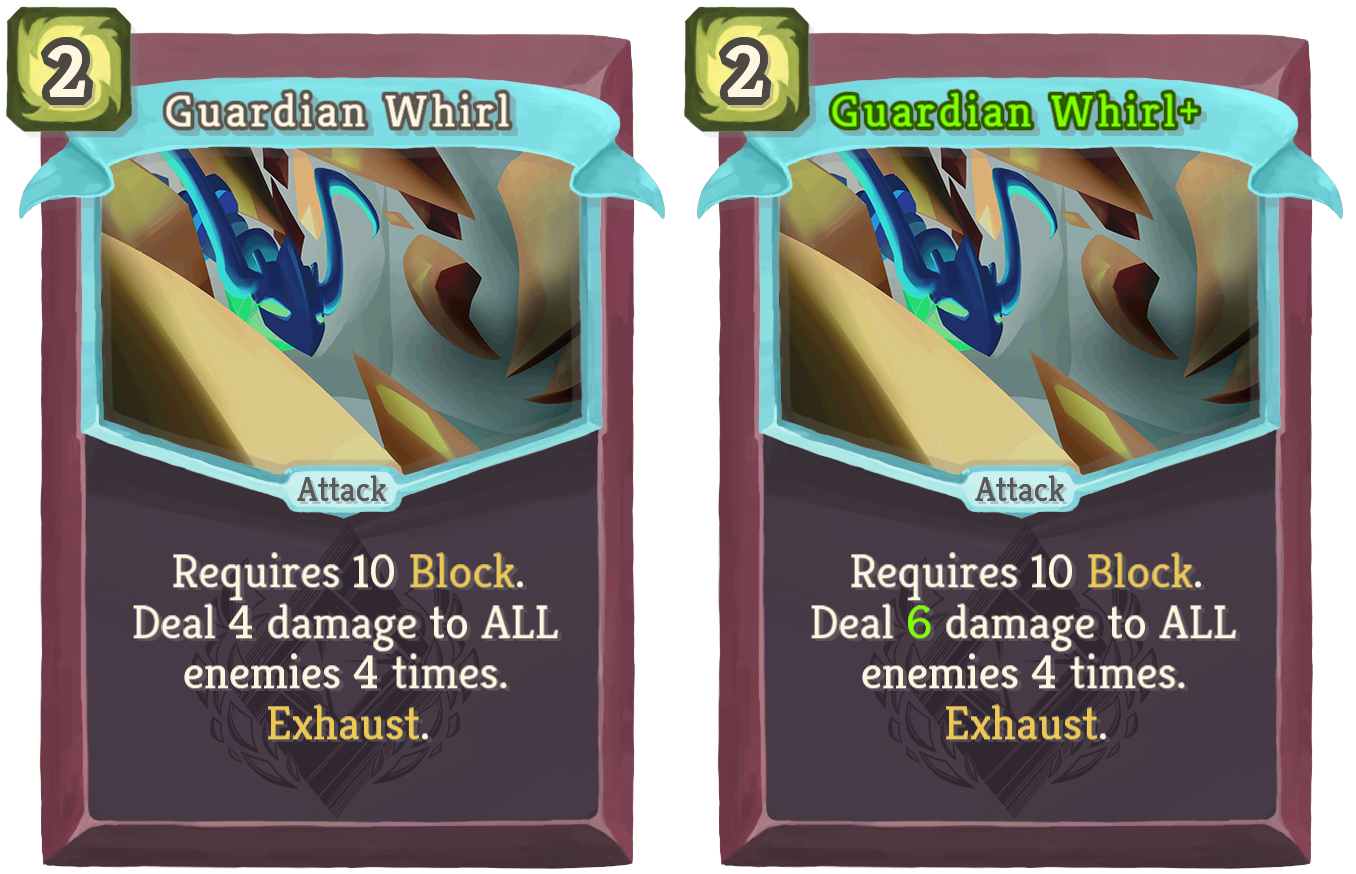 2
Guardian Whirl
Attack
Requires 10 Block.
Deal 4 damage to ALL
enemies 4 times.
Exhaust.
2
Guardian Whirl+
Attack
Requires 10 Block.
Deal 6 damage to ALL
enemies 4 times.
Exhaust.